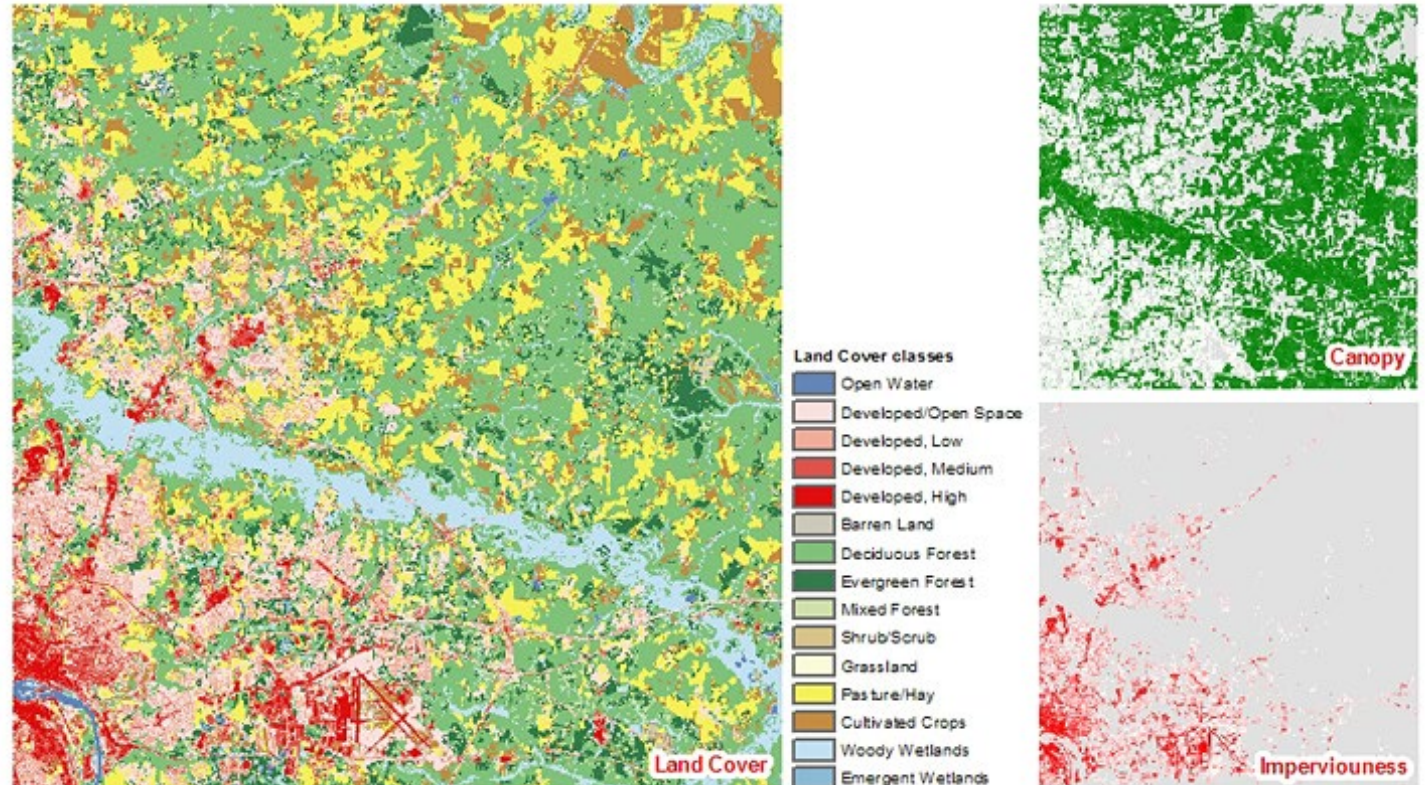 Land Cover
Land Cover classes
Open Water
Developed/Open Space
Developed, Low
Developed, Medium
Developed, High
Barren Land
Deciduous Forest
Evergreen Forest
Mixed Forest
Shrub/Scrub
Grassland
Pasture/Hay
Cultivated Crops
Woody Wetlands
Emergent Wetlands
Canopy
Imperviouness